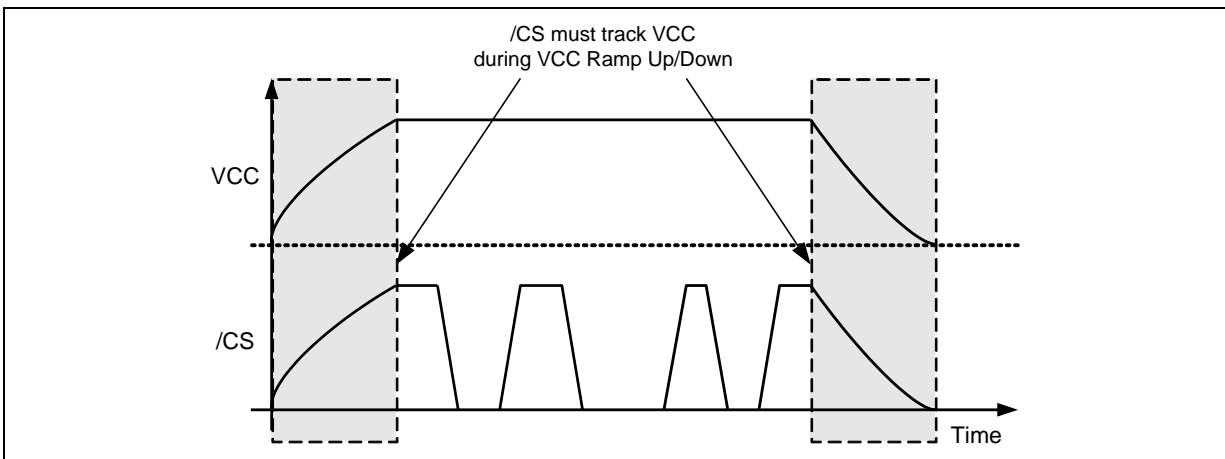 /CS must track VCC
during VCC Ramp Up/Down
VCC
/CS
Time